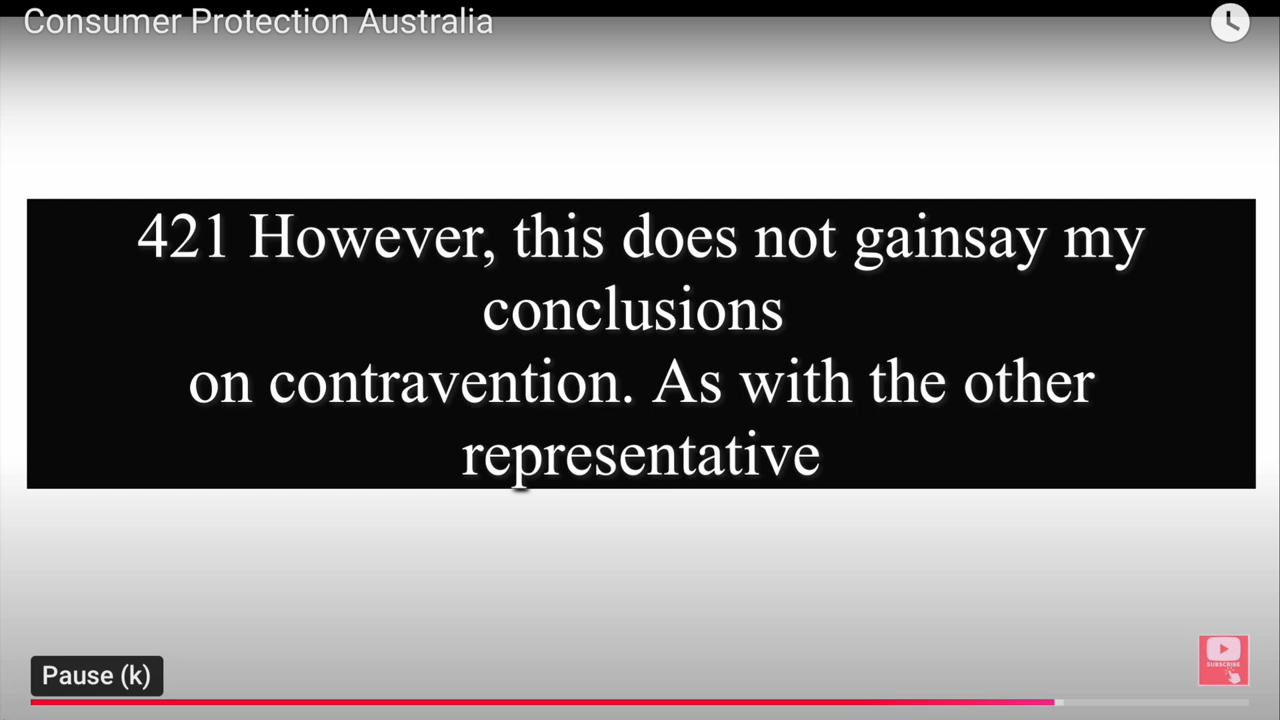 Consumer Protection Australia
421 However, this does not gainsay my
conclusions
on contravention. As with the other
representative
SUBSCRIBE
Pause (k)